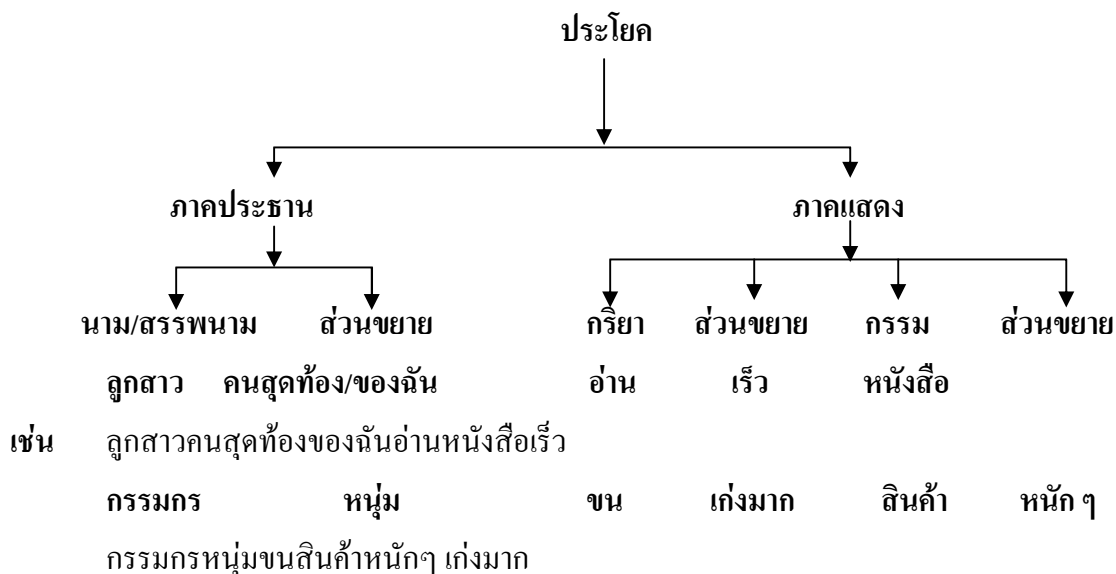 ประโยค
ภาคประธาน ภาคแสดง
นาม/สรรพนาม ส่วนขยาย กริยา ส่วนขยาย กรรม ส่วนขยาย
ลูกสาว คนสุดท้อง/ของฉัน อ่าน เร็ว หนังสือ
เช่น ลูกสาวคนสุดท้องของฉันอ่านหนังสือเร็ว
กรรมกร หนุ่ม ขน เก่งมาก สินค้า หนัก ๆ
กรรมกรหนุ่มขนสินค้าหนักๆ เก่งมาก